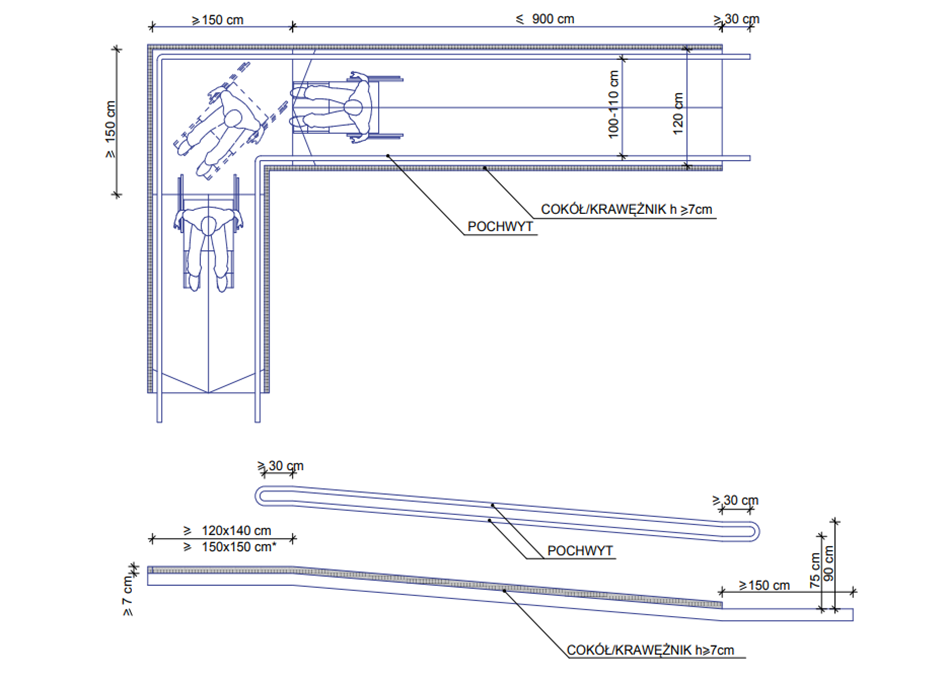 ≥150 cm
≤ 900 cm
≥ 30 cm
≥ 150 cm
100-110 cm
120 cm
COKÓŁ/KRAWĘŻNIK h ≥7cm
POCHWYT
≥ 30 cm
≥ 30 cm
≥ 120x140 cm
≥ 150x150 cm*
POCHWYT
75 cm
90 cm
≥150 cm
≥ 7 cm
COKÓŁ/KRAWĘŻNIK h≥7cm